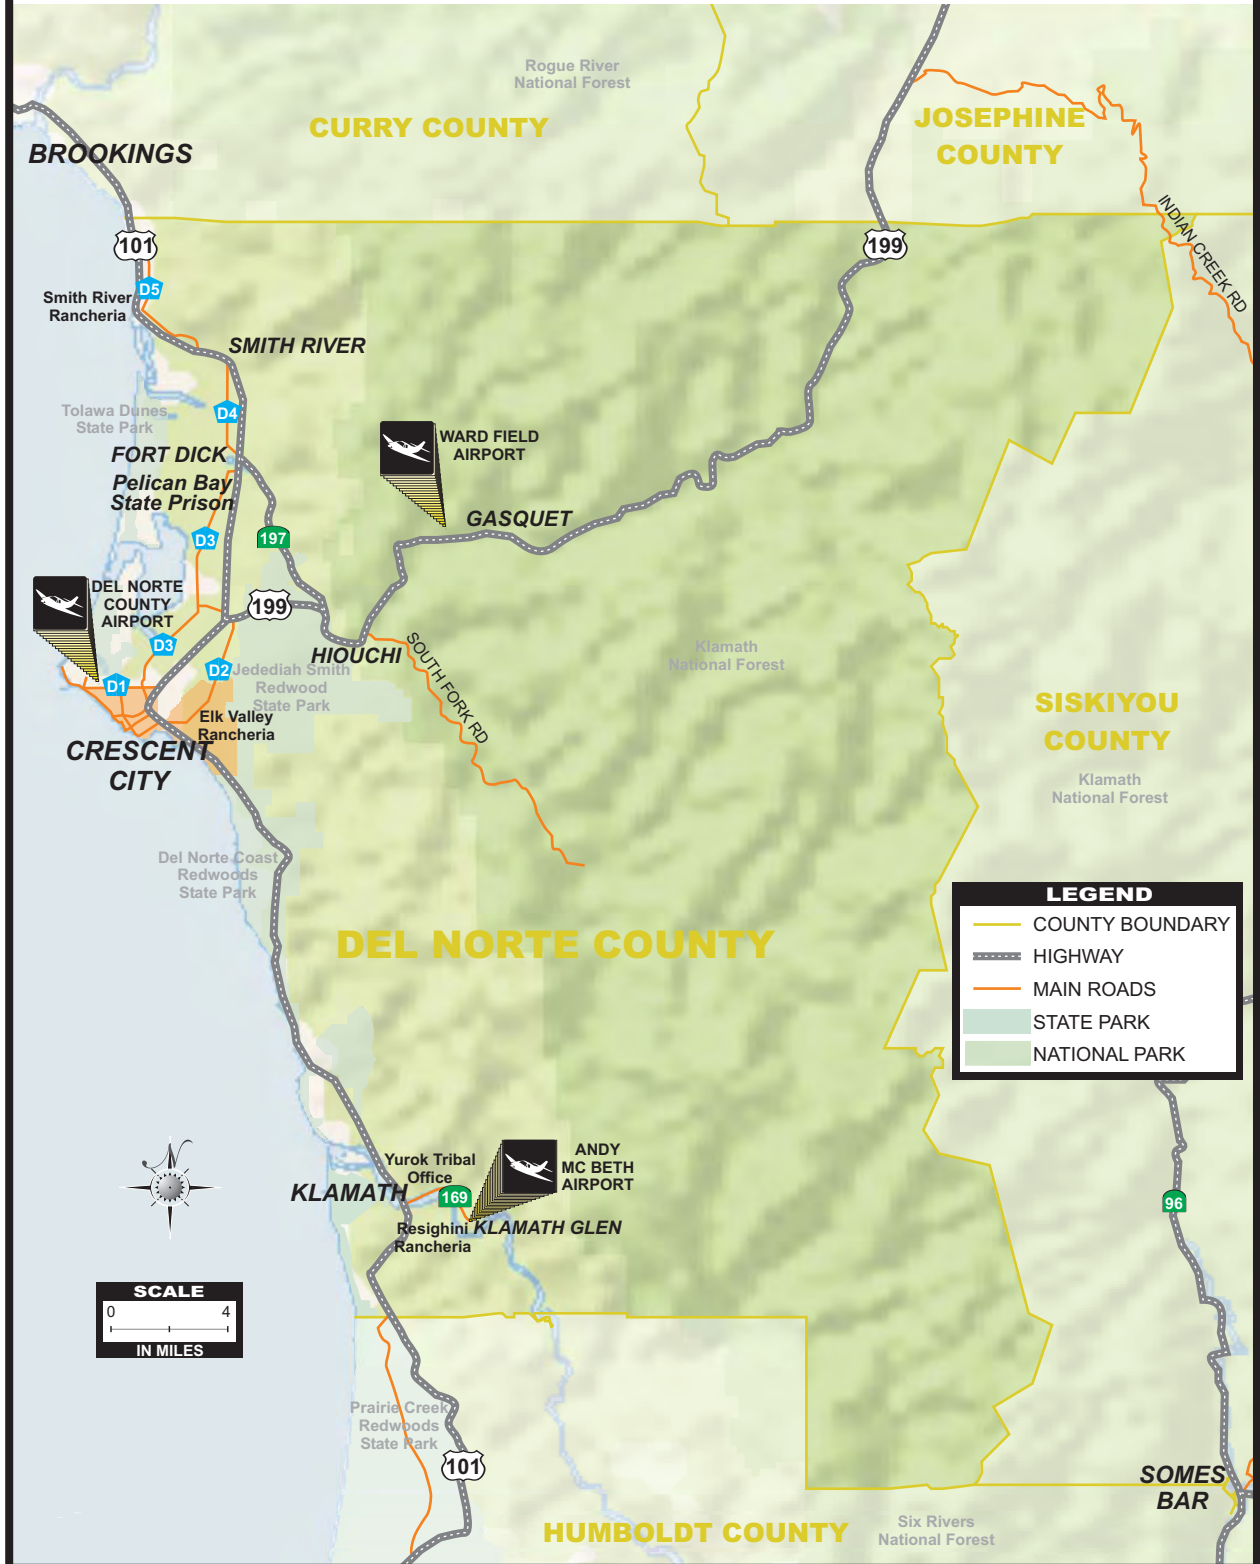 Rogue River
National Forest
CURRY COUNTY
JOSEPHINE
COUNTY
BROOKINGS
INDIAN CREEK RD
101
199
D5
Smith River
Rancheria
SMITH RIVER
Tolawa Dunes
State Park
D4
WARD FIELD
AIRPORT
FORT DICK
Pelican Bay
State Prison
GASQUET
D3
197
DEL NORTE
COUNTY
AIRPORT
199
D3
HIOUCHI
SOUTH FORK RD
Klamath
National Forest
D2
Jedediah Smith
Redwood
State Park
D1
SISKIYOU
COUNTY
Elk Valley
Rancheria
CRESCENT
CITY
Klamath
National Forest
Del Norte Coast
Redwoods
State Park
DEL NORTE COUNTY
LEGEND
COUNTY BOUNDARY
HIGHWAY
MAIN ROADS
STATE PARK
NATIONAL PARK
N
Yurok Tribal
Office
ANDY
MC BETH
AIRPORT
KLAMATH
169
96
Resighini
Rancheria
KLAMATH GLEN
SCALE
0 4
IN MILES
Prairie Creek
Redwoods
State Park
101
SOMES
BAR
HUMBOLDT COUNTY
Six Rivers
National Forest